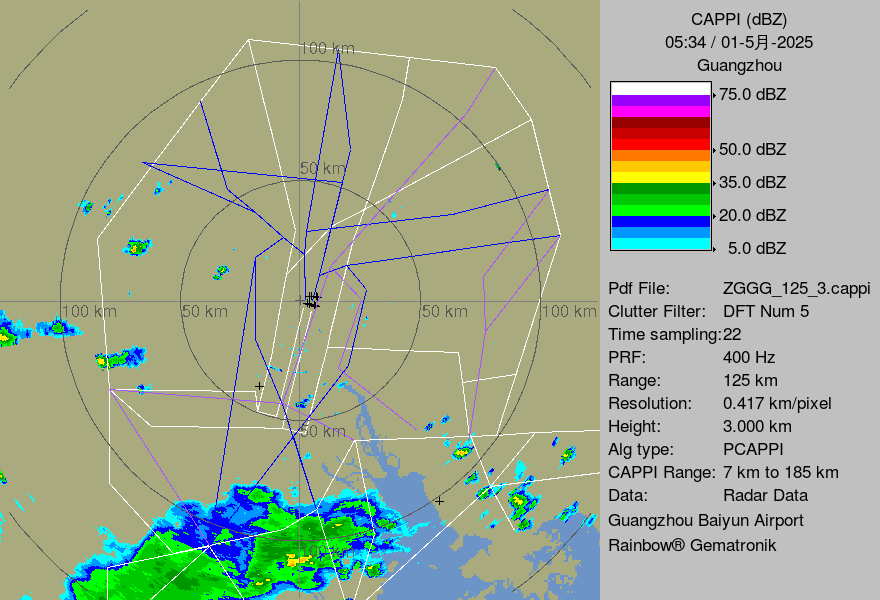 CAPPI (dBZ)
05:34 / 01-5月-2025
Guangzhou
75.0 dBZ
50.0 dBZ
35.0 dBZ
20.0 dBZ
5.0 dBZ
Pdf File: ZGGG_125_3.cappi
Clutter Filter: DFT Num 5
Time sampling:22
PRF: 400 Hz
Range: 125 km
Resolution: 0.417 km/pixel
Height: 3.000 km
Alg type: PCAPPI
CAPPI Range: 7 km to 185 km
Data: Radar Data
Guangzhou Baiyun Airport
Rainbow® Gematronik
100 km
50 km
100 km 50 km 50 km 100 km
50 km
100 km